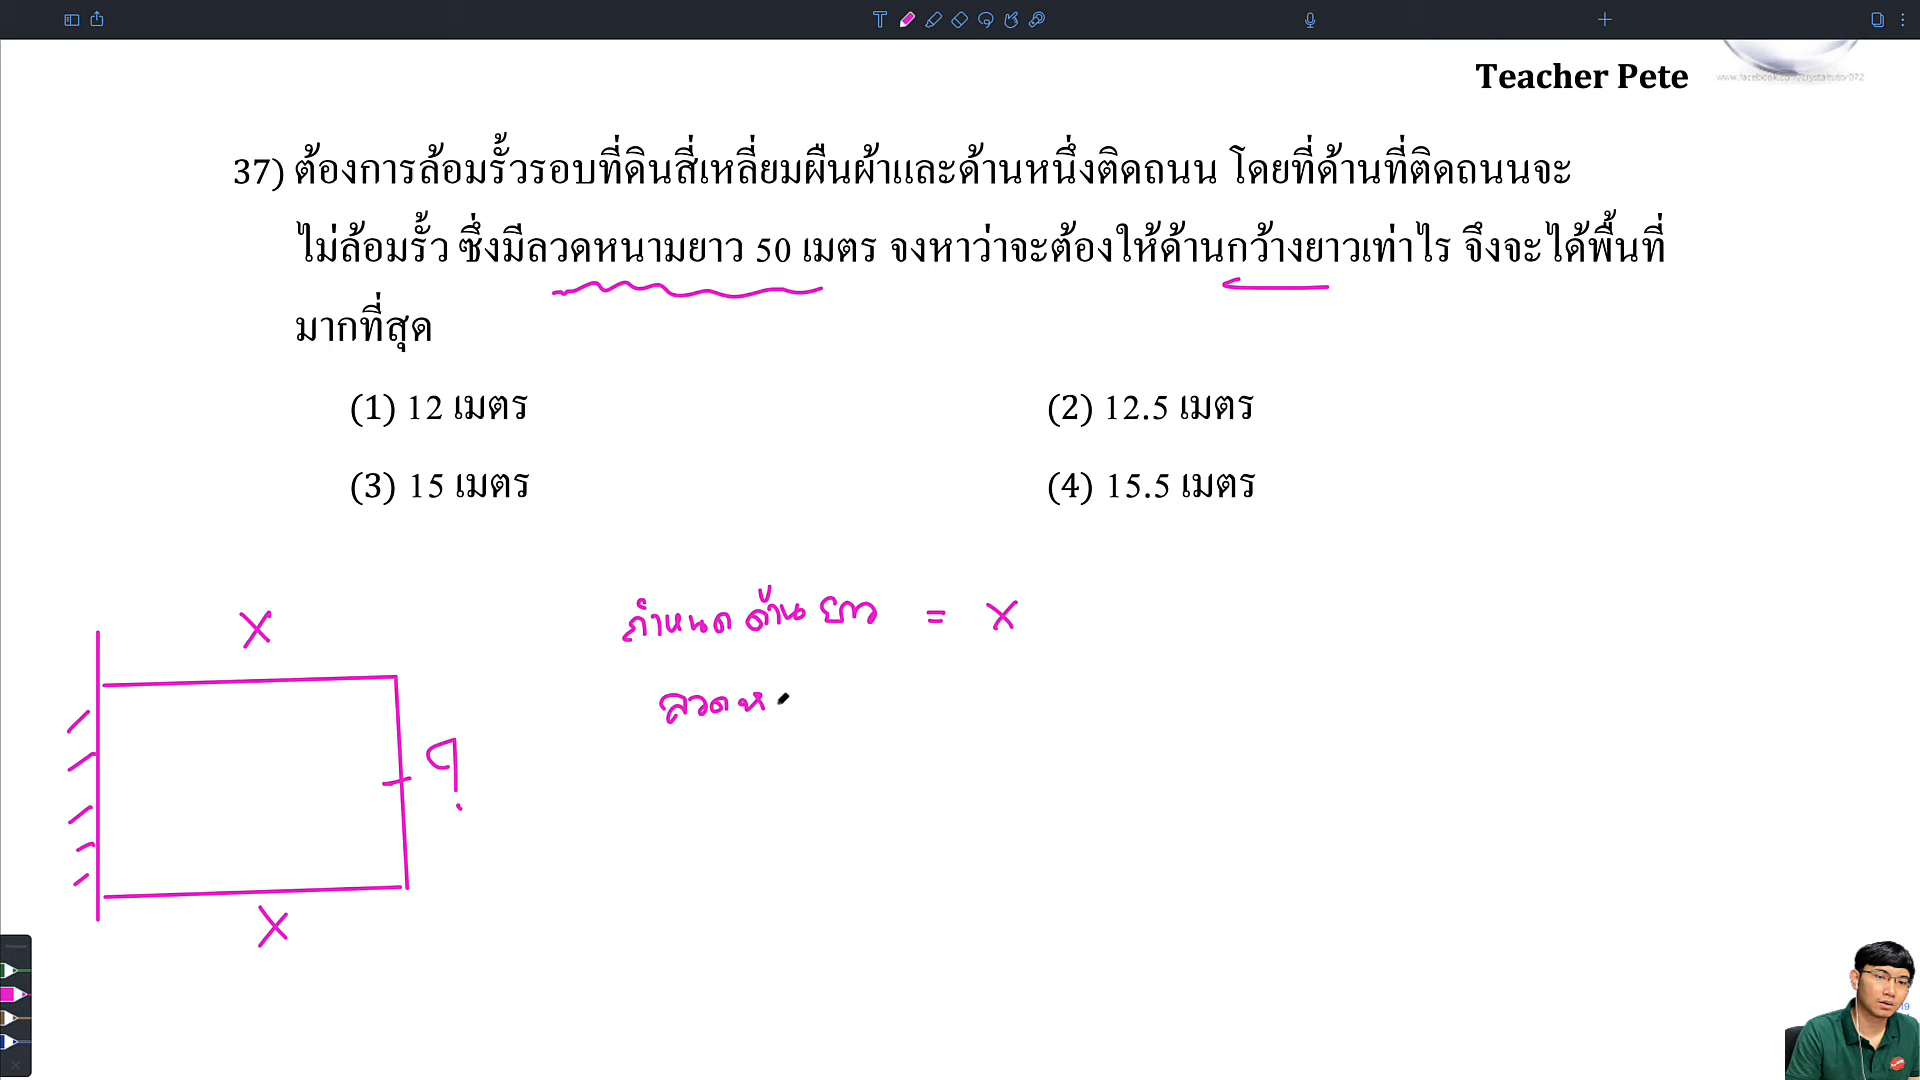 Teacher Pete
www.facebook.com/crystaltutor072
37) ต้องการล้อมรั้วรอบที่ดินสี่เหลี่ยมผืนผ้าและด้านหนึ่งติดถนน โดยที่ด้านที่ติดถนนจะ
ไม่ล้อมรั้ว ซึ่งมีลวดหนามยาว 50 เมตร จงหาว่าจะต้องให้ด้านกว้างยาวเท่าไร จึงจะได้พื้นที่
มากที่สุด
(1) 12 เมตร (2) 12.5 เมตร
(3) 15 เมตร (4) 15.5 เมตร
กำหนด ด้าน ยาว = X
X
ลวดห
?
X